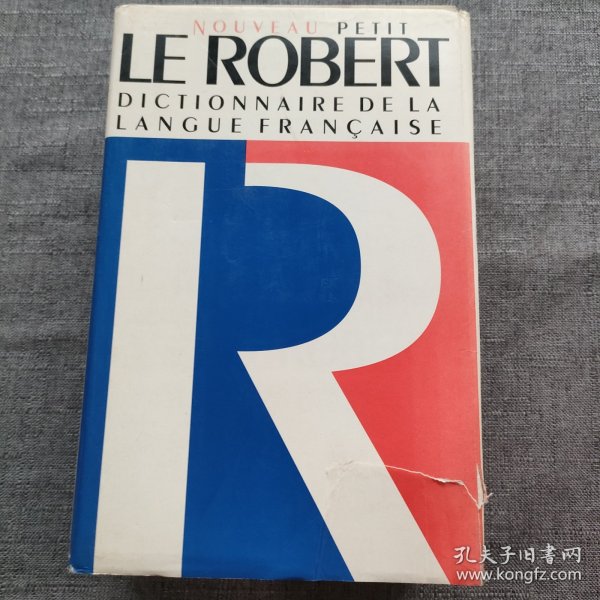 NOUVEAU PETIT
LE ROBERT
DICTIONNAIRE DE LA
LANGUE FRANÇAISE
R
孔夫子旧书网
www.kongfz.com